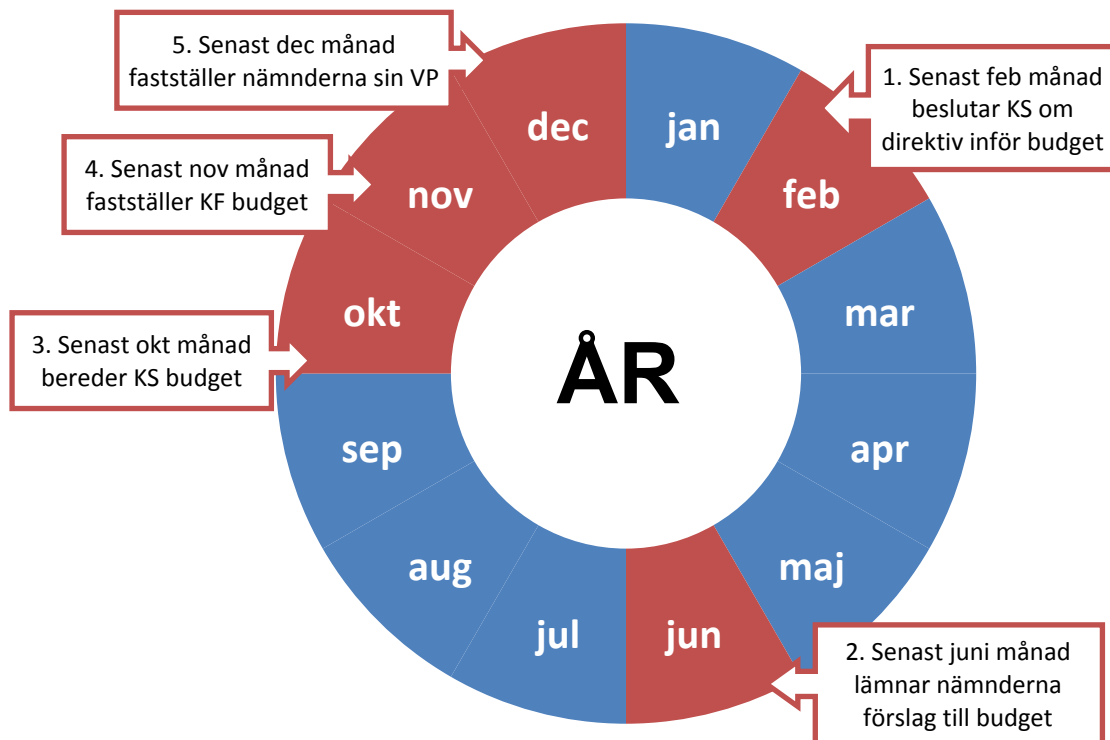 5. Senast dec månad
fastställer nämnderna sin VP
1. Senast feb månad
beslutar KS om
direktiv inför budget
4. Senast nov månad
fastställer KF budget
3. Senast okt månad
bereder KS budget
2. Senast juni månad
lämnar nämnderna
förslag till budget
jan
feb
mar
apr
maj
jun
jul
aug
sep
okt
nov
dec
ÅR